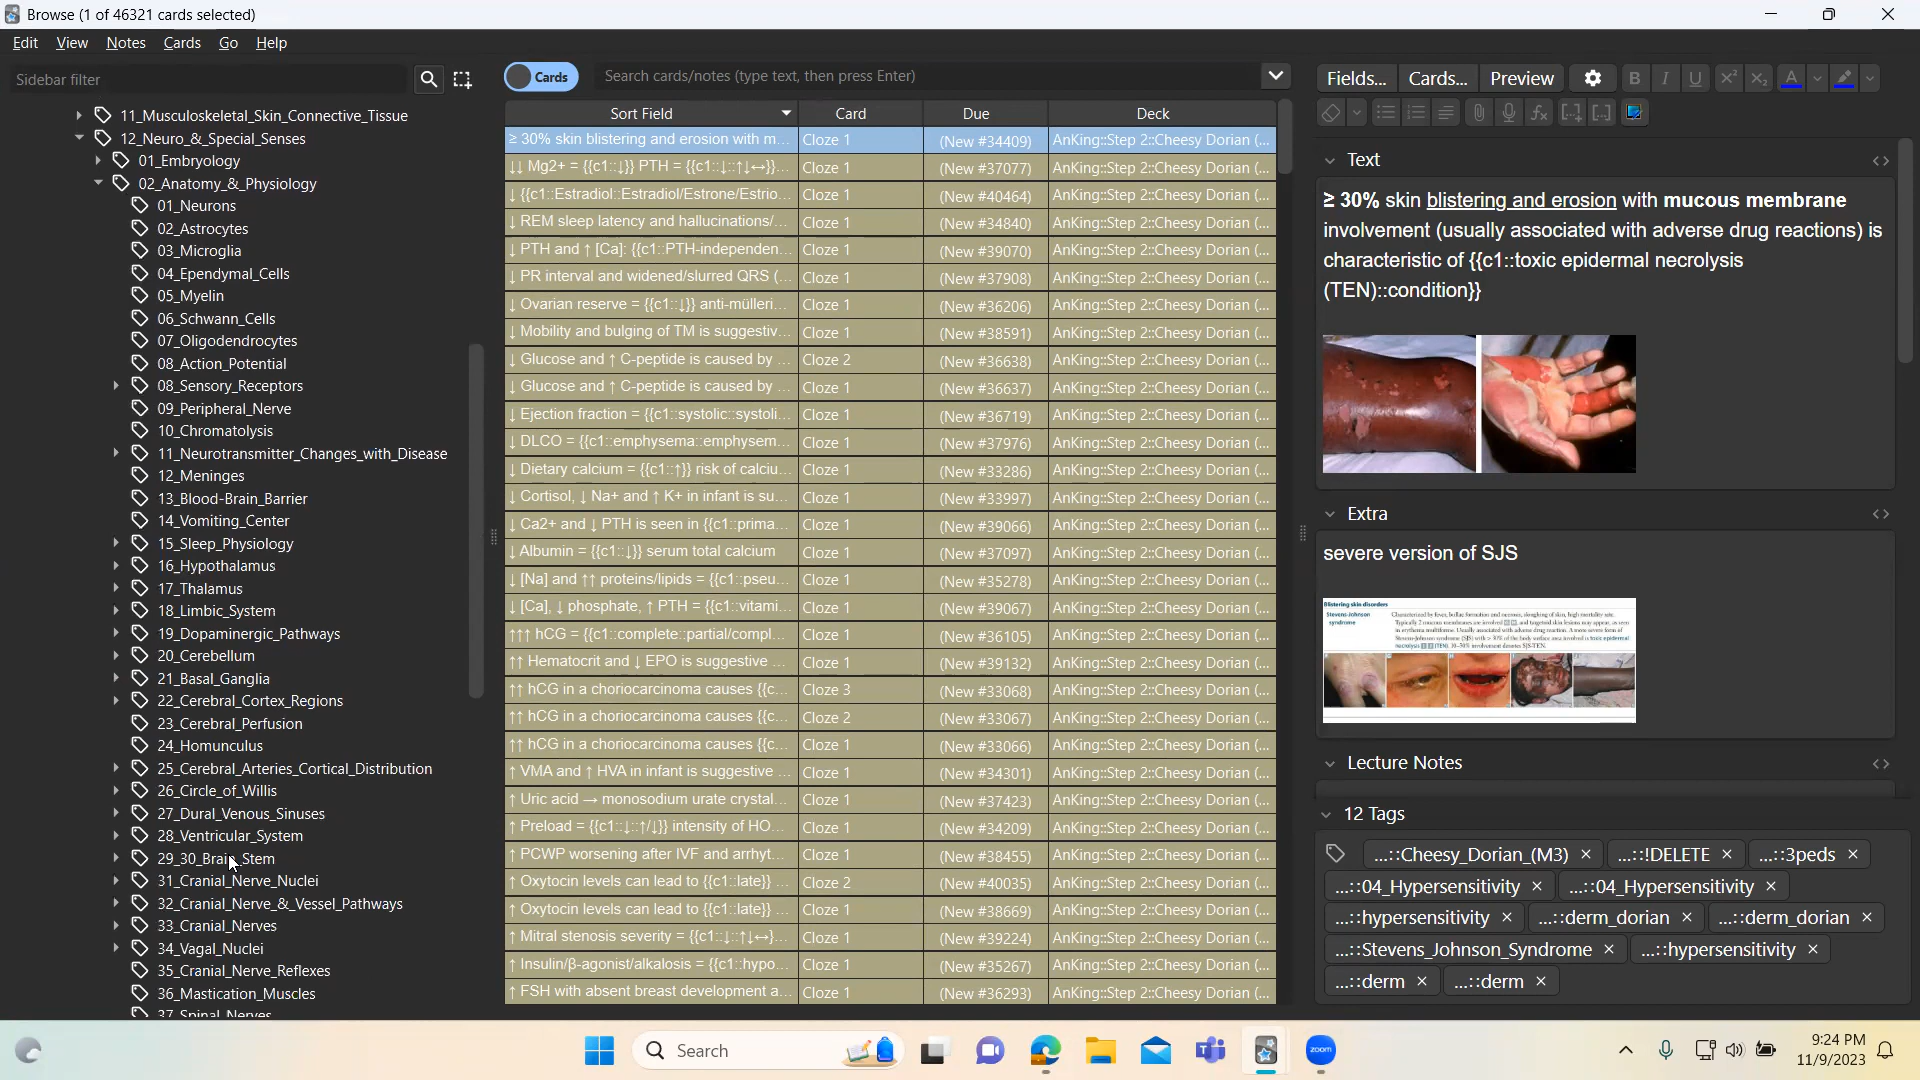 Browse (1 of 46321 cards selected)
Edit View Notes Cards Go Help
Sidebar filter
11_Musculoskeletal_Skin_Connective_Tissue
12_Neuro_&_Special_Senses
01_Embryology
02_Anatomy_&_Physiology
01_Neurons
02_Astrocytes
03_Microglia
04_Ependymal_Cells
05_Myelin
06_Schwann_Cells
07_Oligodendrocytes
08_Action_Potential
08_Sensory_Receptors
09_Peripheral_Nerve
10_Chromatolysis
11_Neurotransmitter_Changes_with_Disease
12_Meninges
13_Blood-Brain_Barrier
14_Vomiting_Center
15_Sleep_Physiology
16_Hypothalamus
17_Thalamus
18_Limbic_System
19_Dopaminergic_Pathways
20_Cerebellum
21_Basal_Ganglia
22_Cerebral_Cortex_Regions
23_Cerebral_Perfusion
24_Homunculus
25_Cerebral_Arteries_Cortical_Distribution
26_Circle_of_Willis
27_Dural_Venous_Sinuses
28_Ventricular_System
29_30_Brain_Stem
31_Cranial_Nerve_Nuclei
32_Cranial_Nerve_&_Vessel_Pathways
33_Cranial_Nerves
34_Vagal_Nuclei
35_Cranial_Nerve_Reflexes
36_Mastication_Muscles
37_Spinal_Nerves
Cards Search cards/notes (type text, then press Enter)
Sort Field Card Due Deck
≥ 30% skin blistering and erosion with m... Cloze 1 (New #34409) AnKing::Step 2::Cheesy Dorian (...
↓↓ Mg2+ = {{c1::↓}} PTH = {{c1::↓::↑↓↔}}... Cloze 1 (New #37077) AnKing::Step 2::Cheesy Dorian (...
↓ {{c1::Estradiol::Estradiol/Estrone/Estrio... Cloze 1 (New #40464) AnKing::Step 2::Cheesy Dorian (...
↓ REM sleep latency and hallucinations/... Cloze 1 (New #34840) AnKing::Step 2::Cheesy Dorian (...
↓ PTH and ↑ [Ca]: {{c1::PTH-independen... Cloze 1 (New #39070) AnKing::Step 2::Cheesy Dorian (...
↓ PR interval and widened/slurred QRS (... Cloze 1 (New #37908) AnKing::Step 2::Cheesy Dorian (...
↓ Ovarian reserve = {{c1::↓}} anti-mülleri... Cloze 1 (New #36206) AnKing::Step 2::Cheesy Dorian (...
↓ Mobility and bulging of TM is suggestiv... Cloze 1 (New #38591) AnKing::Step 2::Cheesy Dorian (...
↓ Glucose and ↑ C-peptide is caused by ... Cloze 2 (New #36638) AnKing::Step 2::Cheesy Dorian (...
↓ Glucose and ↑ C-peptide is caused by ... Cloze 1 (New #36637) AnKing::Step 2::Cheesy Dorian (...
↓ Ejection fraction = {{c1::systolic::systoli... Cloze 1 (New #36719) AnKing::Step 2::Cheesy Dorian (...
↓ DLCO = {{c1::emphysema::emphysem... Cloze 1 (New #37976) AnKing::Step 2::Cheesy Dorian (...
↓ Dietary calcium = {{c1::↑}} risk of calciu... Cloze 1 (New #33286) AnKing::Step 2::Cheesy Dorian (...
↓ Cortisol, ↓ Na+ and ↑ K+ in infant is su... Cloze 1 (New #33997) AnKing::Step 2::Cheesy Dorian (...
↓ Ca2+ and ↓ PTH is seen in {{c1::prima... Cloze 1 (New #39066) AnKing::Step 2::Cheesy Dorian (...
↓ Albumin = {{c1::↓}} serum total calcium Cloze 1 (New #37097) AnKing::Step 2::Cheesy Dorian (...
↓ [Na] and ↑↑ proteins/lipids = {{c1::pseu... Cloze 1 (New #35278) AnKing::Step 2::Cheesy Dorian (...
↓ [Ca], ↓ phosphate, ↑ PTH = {{c1::vitami... Cloze 1 (New #39067) AnKing::Step 2::Cheesy Dorian (...
↑↑↑ hCG = {{c1::complete::partial/compl... Cloze 1 (New #36105) AnKing::Step 2::Cheesy Dorian (...
↑↑ Hematocrit and ↓ EPO is suggestive ... Cloze 1 (New #39132) AnKing::Step 2::Cheesy Dorian (...
↑↑ hCG in a choriocarcinoma causes {{c... Cloze 3 (New #33068) AnKing::Step 2::Cheesy Dorian (...
↑↑ hCG in a choriocarcinoma causes {{c... Cloze 2 (New #33067) AnKing::Step 2::Cheesy Dorian (...
↑↑ hCG in a choriocarcinoma causes {{c... Cloze 1 (New #33066) AnKing::Step 2::Cheesy Dorian (...
↑ VMA and ↑ HVA in infant is suggestive ... Cloze 1 (New #34301) AnKing::Step 2::Cheesy Dorian (...
↑ Uric acid → monosodium urate crystal... Cloze 1 (New #37423) AnKing::Step 2::Cheesy Dorian (...
↑ Preload = {{c1::↓::↑/↓}} intensity of HO... Cloze 1 (New #34209) AnKing::Step 2::Cheesy Dorian (...
↑ PCWP worsening after IVF and arrhyt... Cloze 1 (New #38455) AnKing::Step 2::Cheesy Dorian (...
↑ Oxytocin levels can lead to {{c1::late}} ... Cloze 2 (New #40035) AnKing::Step 2::Cheesy Dorian (...
↑ Oxytocin levels can lead to {{c1::late}} ... Cloze 1 (New #38669) AnKing::Step 2::Cheesy Dorian (...
↑ Mitral stenosis severity = {{c1::↓::↑↓↔}... Cloze 1 (New #39224) AnKing::Step 2::Cheesy Dorian (...
↑ Insulin/β-agonist/alkalosis = {{c1::hypo... Cloze 1 (New #35267) AnKing::Step 2::Cheesy Dorian (...
↑ FSH with absent breast development a... Cloze 1 (New #36293) AnKing::Step 2::Cheesy Dorian (...
Fields... Cards... Preview B I U X² X₂ A
Text
≥ 30% skin blistering and erosion with mucous membrane
involvement (usually associated with adverse drug reactions) is
characteristic of {{c1::toxic epidermal necrolysis
(TEN)::condition}}
Extra
severe version of SJS
Blistering skin disorders
Stevens-Johnson
syndrome
Lecture Notes
12 Tags
...::Cheesy_Dorian_(M3) × ...::!DELETE × ...::3peds ×
...::04_Hypersensitivity × ...::04_Hypersensitivity ×
...::hypersensitivity × ...::derm_dorian × ...::derm_dorian ×
...::Stevens_Johnson_Syndrome × ...::hypersensitivity ×
...::derm × ...::derm ×
Search
zoom
9:24 PM
11/9/2023